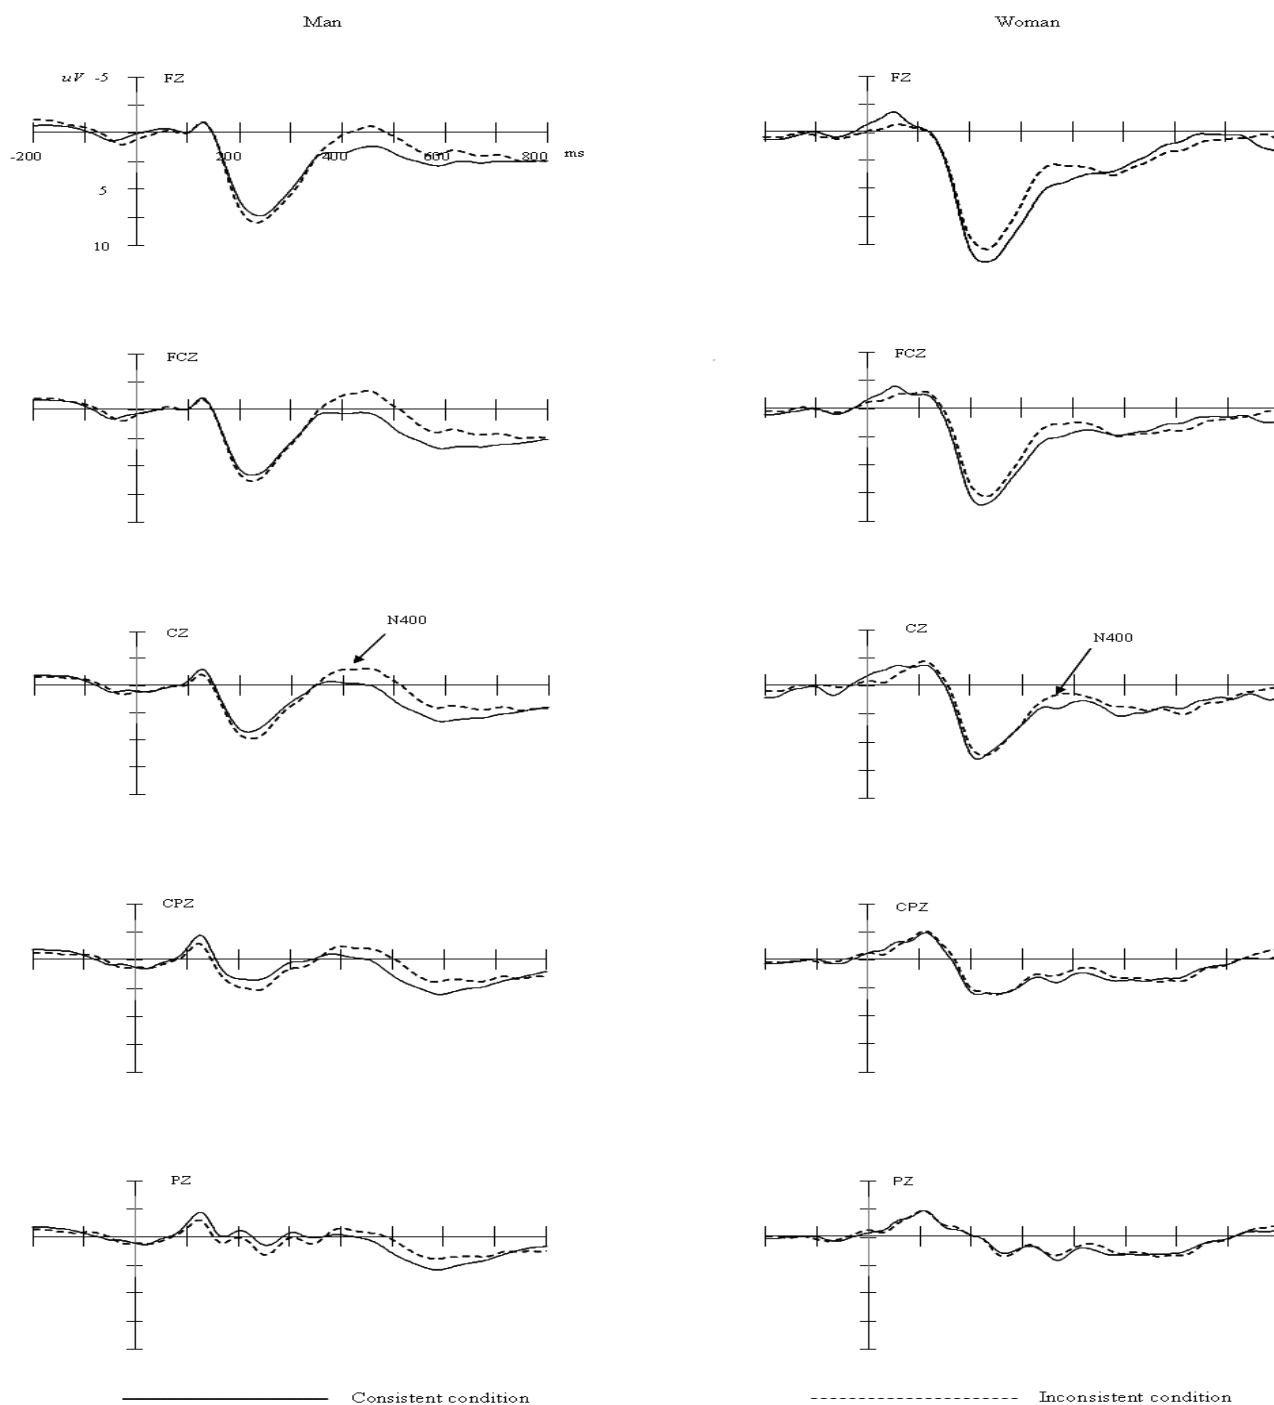 Man
Woman
uV -5 FZ
-200 200 400 600 800 ms
5
10
FZ
FCZ
FCZ
CZ
N400
CZ
N400
CPZ
CPZ
PZ
PZ
Consistent condition
Inconsistent condition